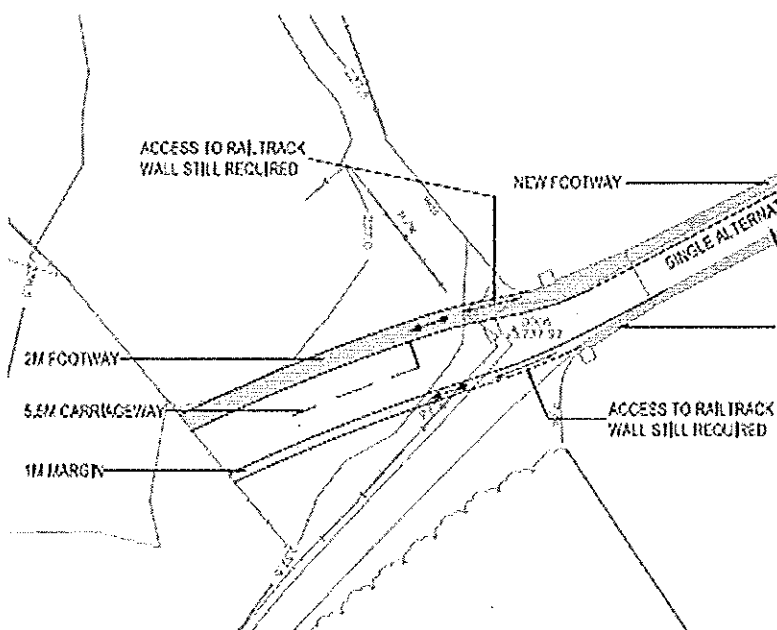 ACCESS TO RAILTRACK
WALL STILL REQUIRED
NEW FOOTWAY
SINGLE ALTERNAT
2M FOOTWAY
5.5M CARRIAGEWAY
ACCESS TO RAILTRACK
WALL STILL REQUIRED
1M MARGIN